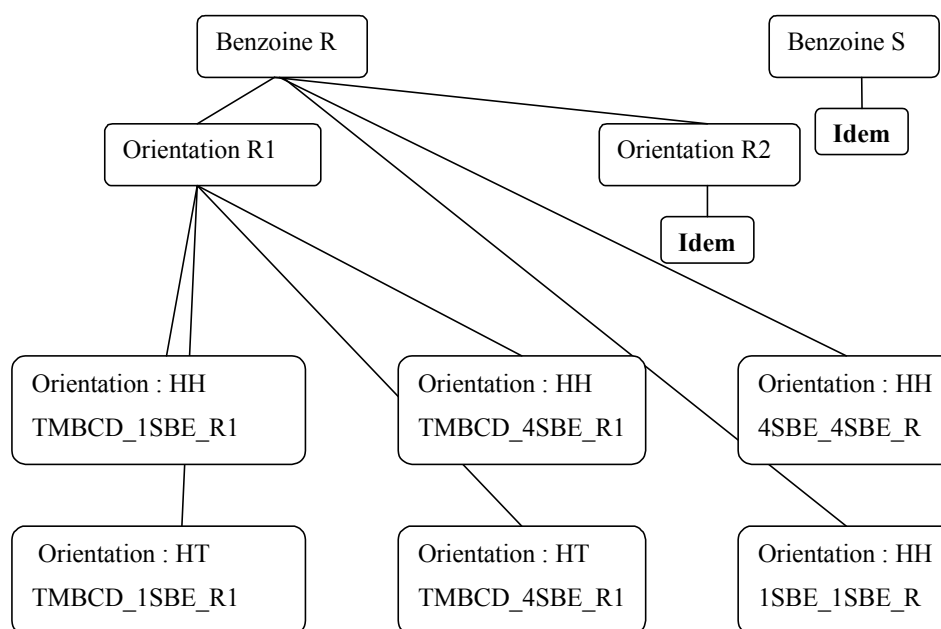 Benzoine R
Benzoine S
Idem
Orientation R1
Orientation R2
Idem
Orientation : HH
TMBCD_1SBE_R1
Orientation : HH
TMBCD_4SBE_R1
Orientation : HH
4SBE_4SBE_R
Orientation : HT
TMBCD_1SBE_R1
Orientation : HT
TMBCD_4SBE_R1
Orientation : HH
1SBE_1SBE_R